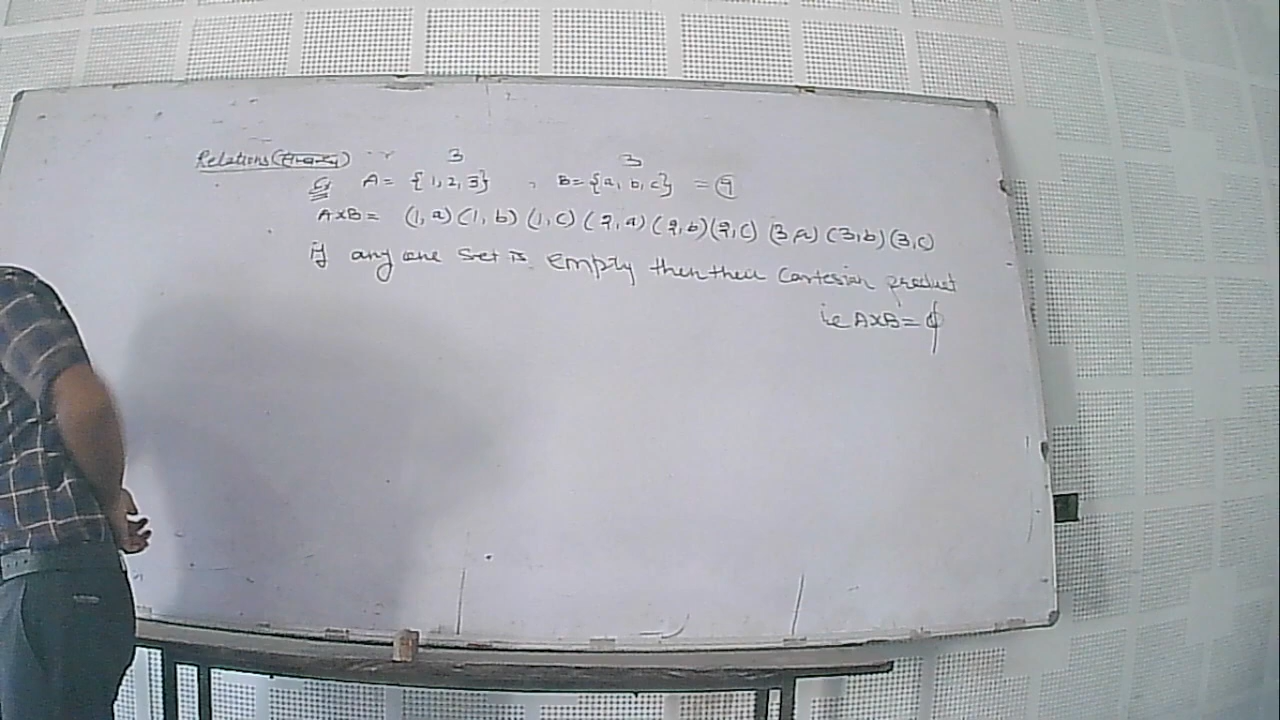 Relations
3 3
Eg A = {1,2,3} , B = {a, b, c} = 9
A×B = (1,a) (1, b) (1, c) (2,a) (2,b) (2,c) (3,a) (3,b) (3,c)
if any one set is empty then their Cartesian product
ie A×B = ϕ